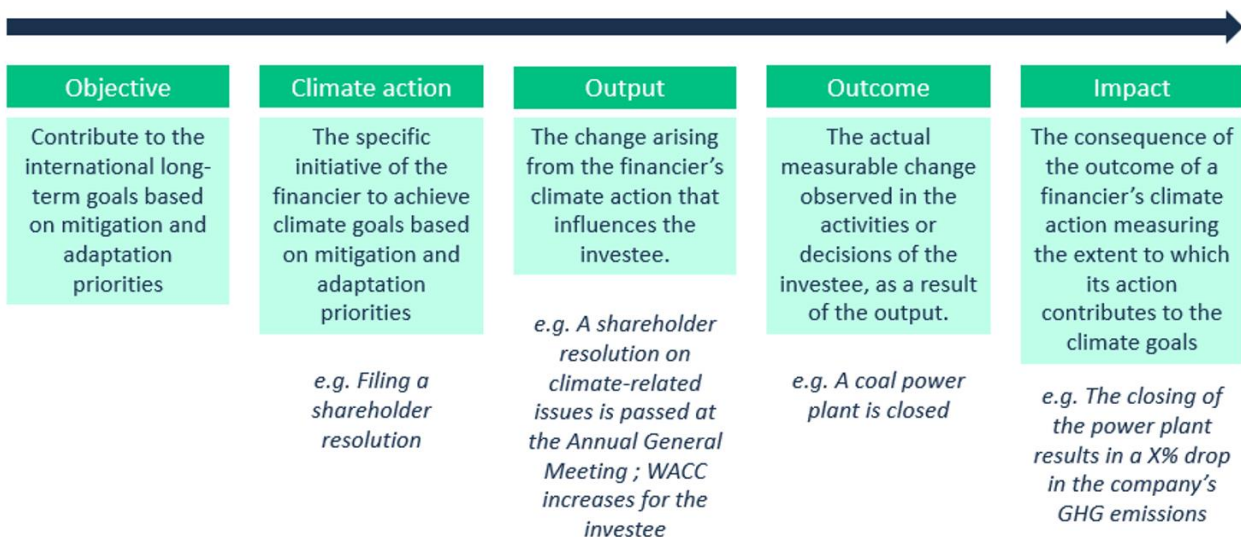 Objective
Contribute to the
international long-
term goals based
on mitigation and
adaptation
priorities
Climate action
The specific
initiative of the
financier to achieve
climate goals based
on mitigation and
adaptation
priorities
e.g. Filing a
shareholder
resolution
Output
The change arising
from the financier’s
climate action that
influences the
investee.
e.g. A shareholder
resolution on
climate-related
issues is passed at
the Annual General
Meeting ; WACC
increases for the
investee
Outcome
The actual
measurable change
observed in the
activities or
decisions of the
investee, as a result
of the output.
e.g. A coal power
plant is closed
Impact
The consequence of
the outcome of a
financier’s climate
action measuring
the extent to which
its action
contributes to the
climate goals
e.g. The closing of
the power plant
results in a X% drop
in the company’s
GHG emissions